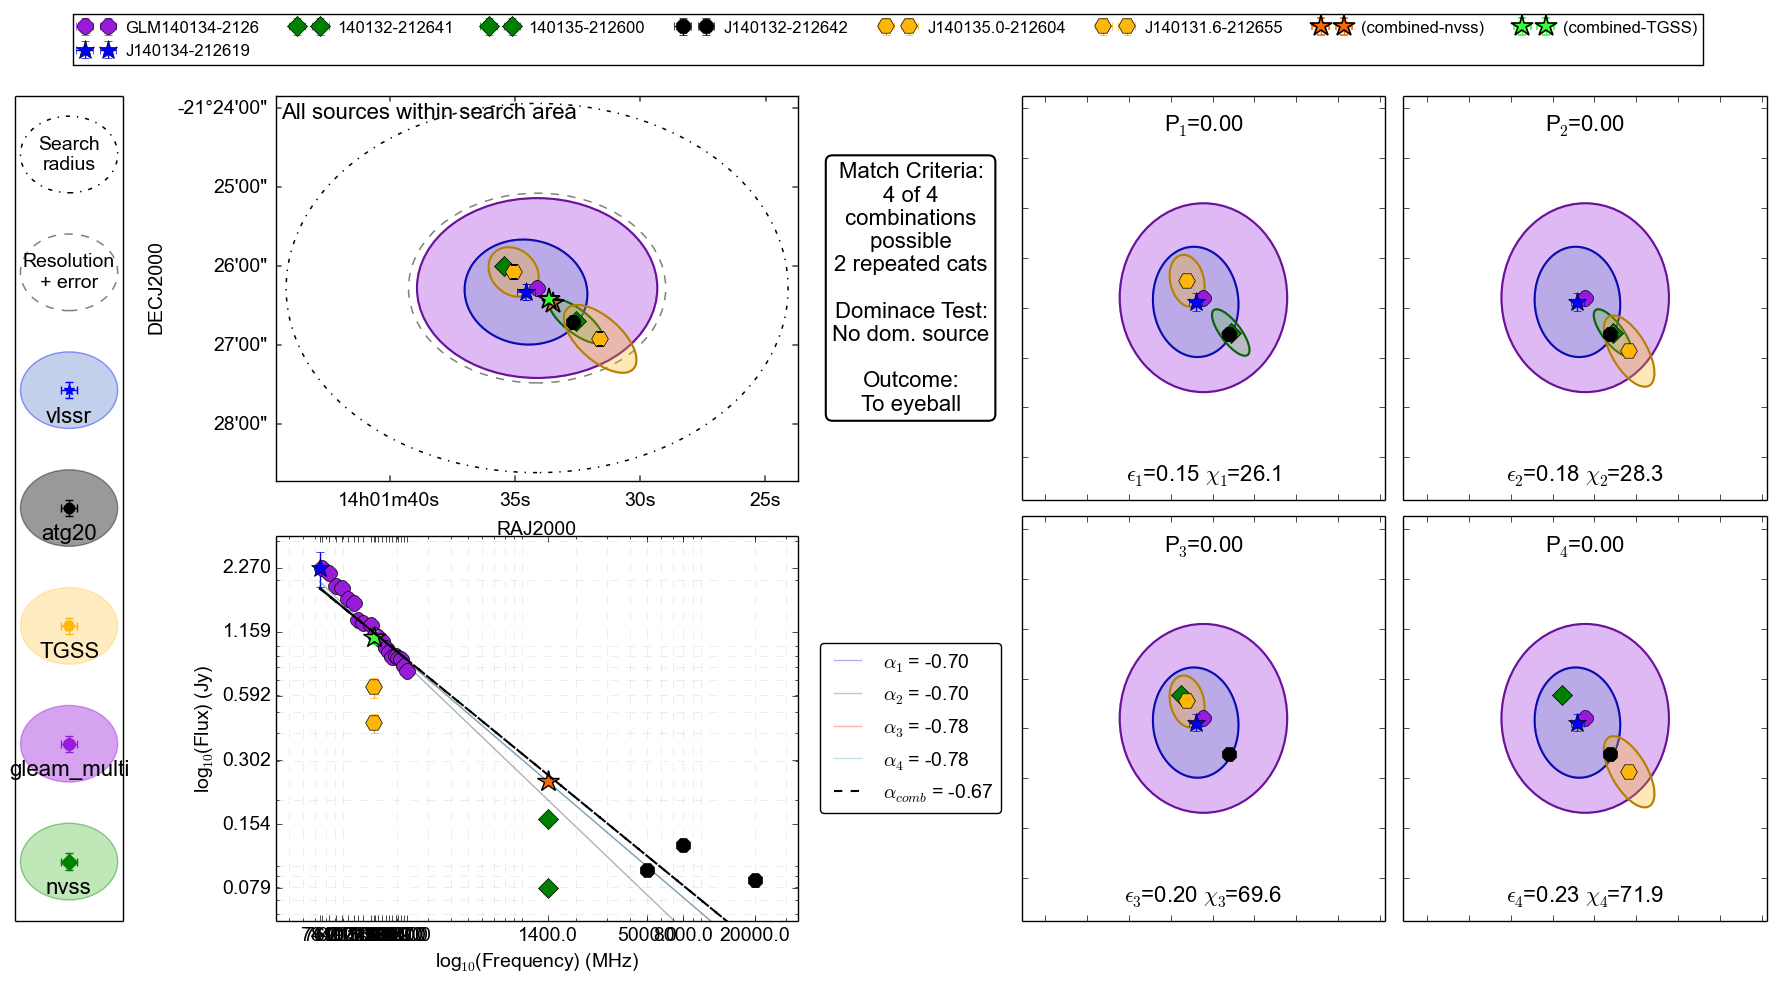 GLM140134-2126 140132-212641 140135-212600 J140132-212642 J140135.0-212604 J140131.6-212655 (combined-nvss) (combined-TGSS)
J140134-212619
Search
radius
Resolution
+ error
vlssr
atg20
TGSS
gleam_multi
nvss
All sources within search area
-21°24'00"
25'00"
26'00"
27'00"
28'00"
DECJ2000
14h01m40s 35s 30s 25s
RAJ2000
Match Criteria:
4 of 4
combinations
possible
2 repeated cats
Dominace Test:
No dom. source
Outcome:
To eyeball
P1=0.00
ϵ1=0.15 χ1=26.1
P2=0.00
ϵ2=0.18 χ2=28.3
2.270
1.159
0.592
0.302
0.154
0.079
log10(Flux) (Jy)
1400.0 5000.0 8000.0 20000.0
log10(Frequency) (MHz)
α1 = -0.70
α2 = -0.70
α3 = -0.78
α4 = -0.78
αcomb = -0.67
P3=0.00
ϵ3=0.20 χ3=69.6
P4=0.00
ϵ4=0.23 χ4=71.9